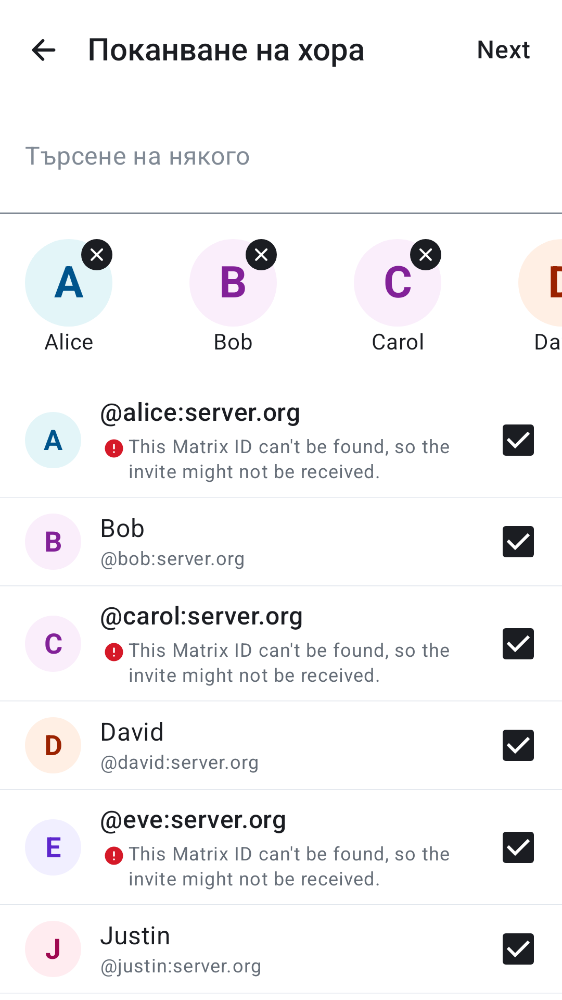 Поканване на хора
Next
Търсене на някого
A
B
C
Alice
Bob
Carol
Da
A
@alice:server.org
This Matrix ID can't be found, so the
invite might not be received.
B
Bob
@bob:server.org
C
@carol:server.org
This Matrix ID can't be found, so the
invite might not be received.
D
David
@david:server.org
E
@eve:server.org
This Matrix ID can't be found, so the
invite might not be received.
J
Justin
@justin:server.org